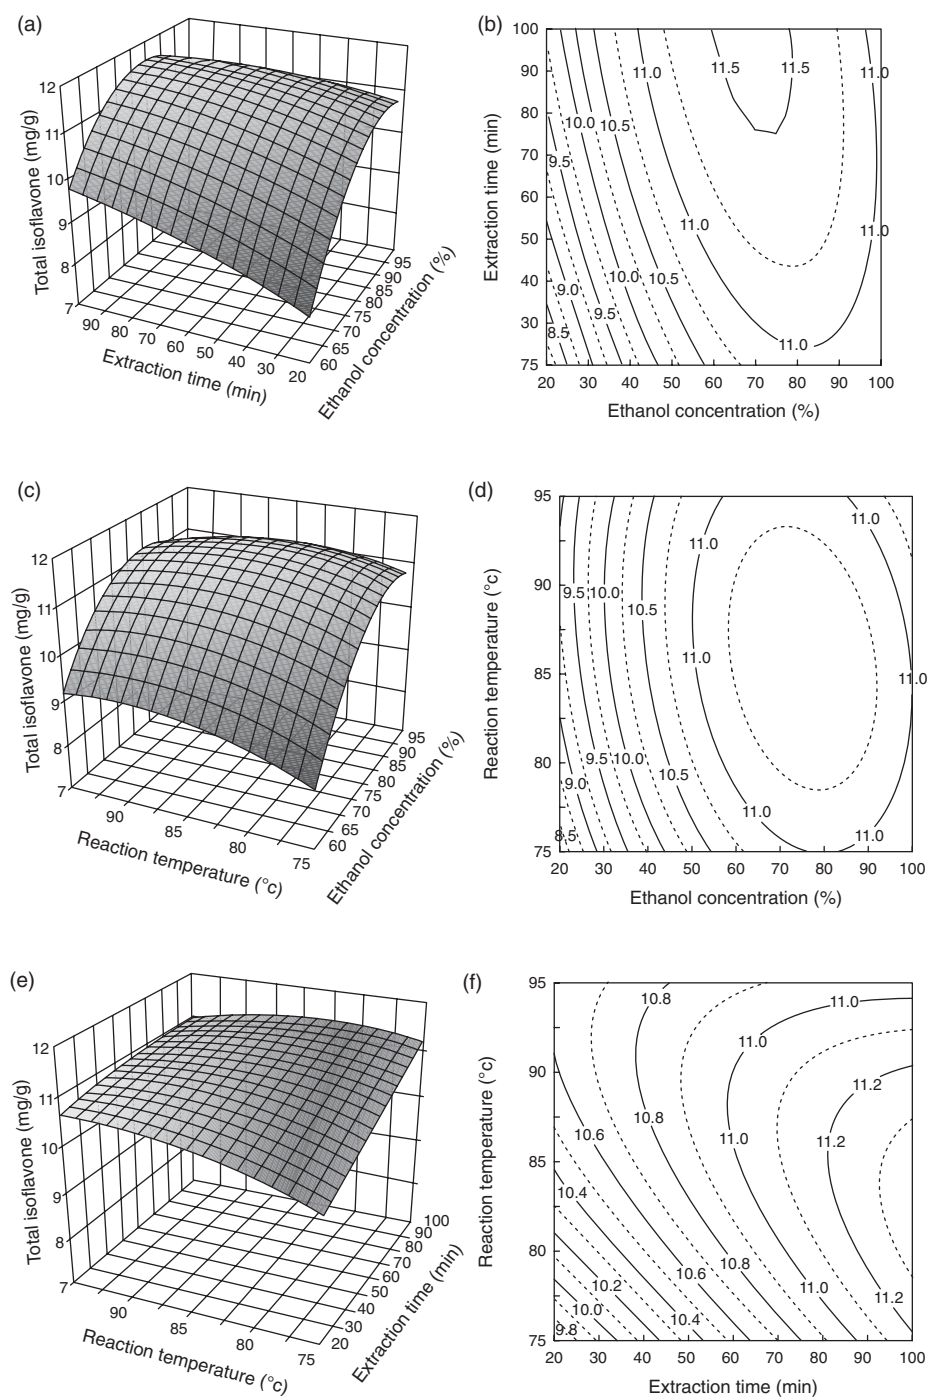 (a)
12
11
10
9
8
7
Total isoflavone (mg/g)
90 80 70 60 50 40 30 20
Extraction time (min)
60
65
70
75
80
85
90
95
Ethanol concentration (%)
(b)
100
90
80
70
60
50
40
30
75
Extraction time (min)
11.0 11.5 11.5 11.0
10.0 10.5
9.5
11.0 11.0
9.0 10.0 10.5
9.5
8.5 11.0
20 30 40 50 60 70 80 90 100
Ethanol concentration (%)
(c)
12
11
10
9
8
7
Total isoflavone (mg/g)
90 85 80 75
Reaction temperature (°c)
60
65
70
75
80
85
90
95
Ethanol concentration (%)
(d)
95
90
85
80
75
Reaction temperature (°c)
11.0
11.0
9.5 10.0 10.5
11.0 11.0
9.5 10.0 10.5
9.0
11.0
8.5 11.0
20 30 40 50 60 70 80 90 100
Ethanol concentration (%)
(e)
12
11
10
9
8
7
Total isoflavone (mg/g)
90 85 80 75
Reaction temperature (°c)
20
30
40
50
60
70
80
90
100
Extraction time (min)
(f)
95
90
85
80
75
Reaction temperature (°c)
10.8 11.0
11.0
11.2
10.8
10.6 11.0 11.2
10.4
10.6 10.8
10.2 11.0 11.2
10.0 10.4
9.8
20 30 40 50 60 70 80 90 100
Extraction time (min)